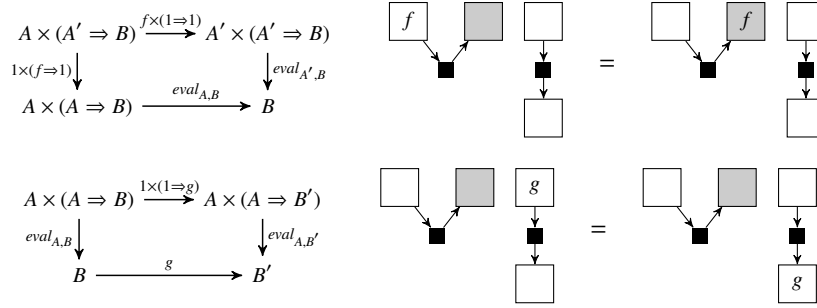 A × (A′ ⇒ B) f×(1⇒1) A′ × (A′ ⇒ B) f = f
1×(f⇒1) eval_{A′,B}
A × (A ⇒ B) eval_{A,B} B
A × (A ⇒ B) 1×(1⇒g) A × (A ⇒ B′) g
eval_{A,B} eval_{A,B′} =
B g B′ g